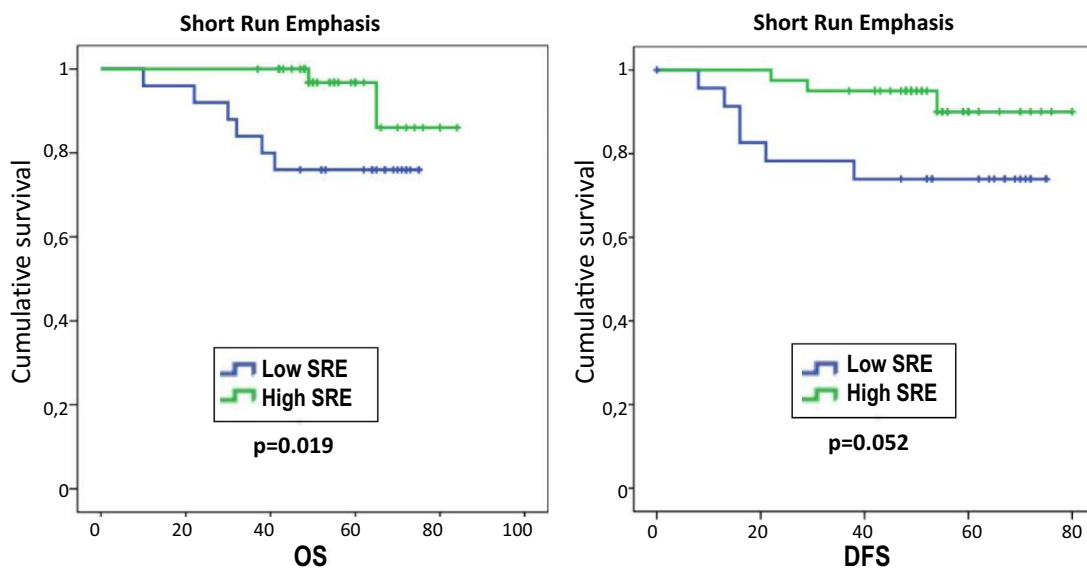 Short Run Emphasis
Cumulative survival
1
0,8
0,6
0,4
0,2
0
Low SRE
High SRE
p=0.019
0 20 40 60 80 100
OS
Short Run Emphasis
Cumulative survival
1
0,8
0,6
0,4
0,2
0
Low SRE
High SRE
p=0.052
0 20 40 60 80
DFS